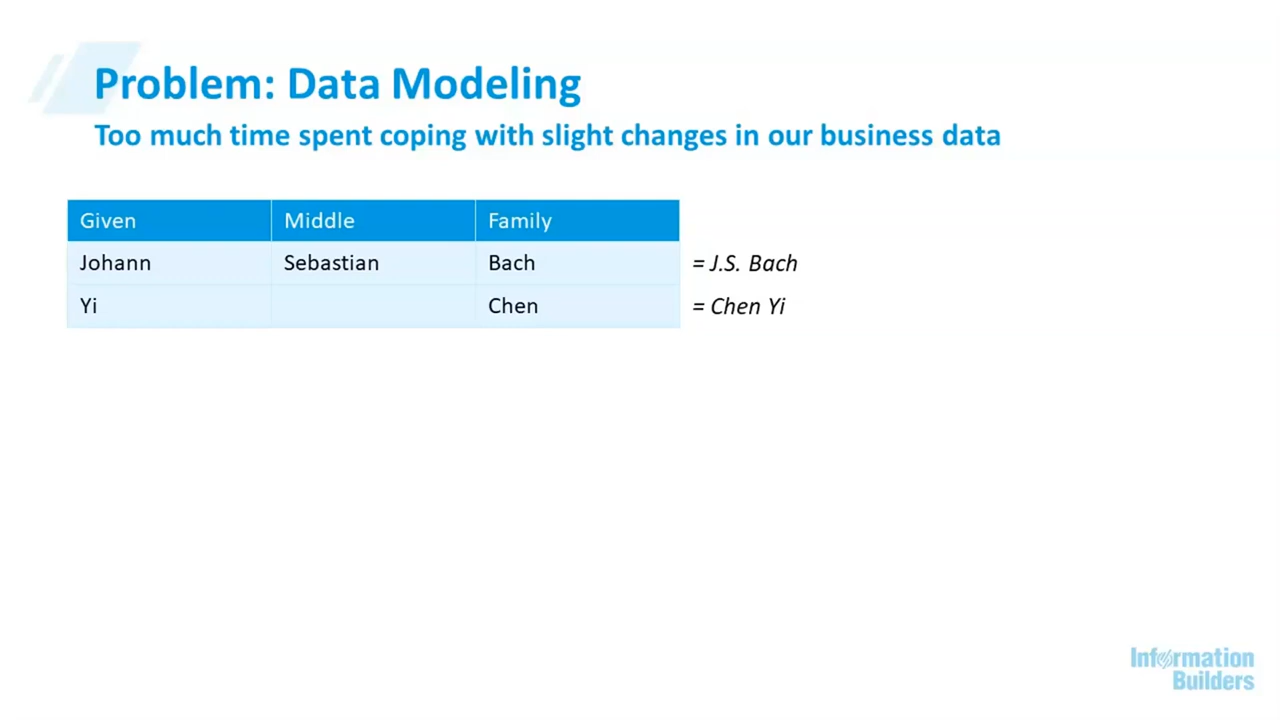 Problem: Data Modeling
Too much time spent coping with slight changes in our business data
Given Middle Family
Johann Sebastian Bach = J.S. Bach
Yi Chen = Chen Yi
Information
Builders